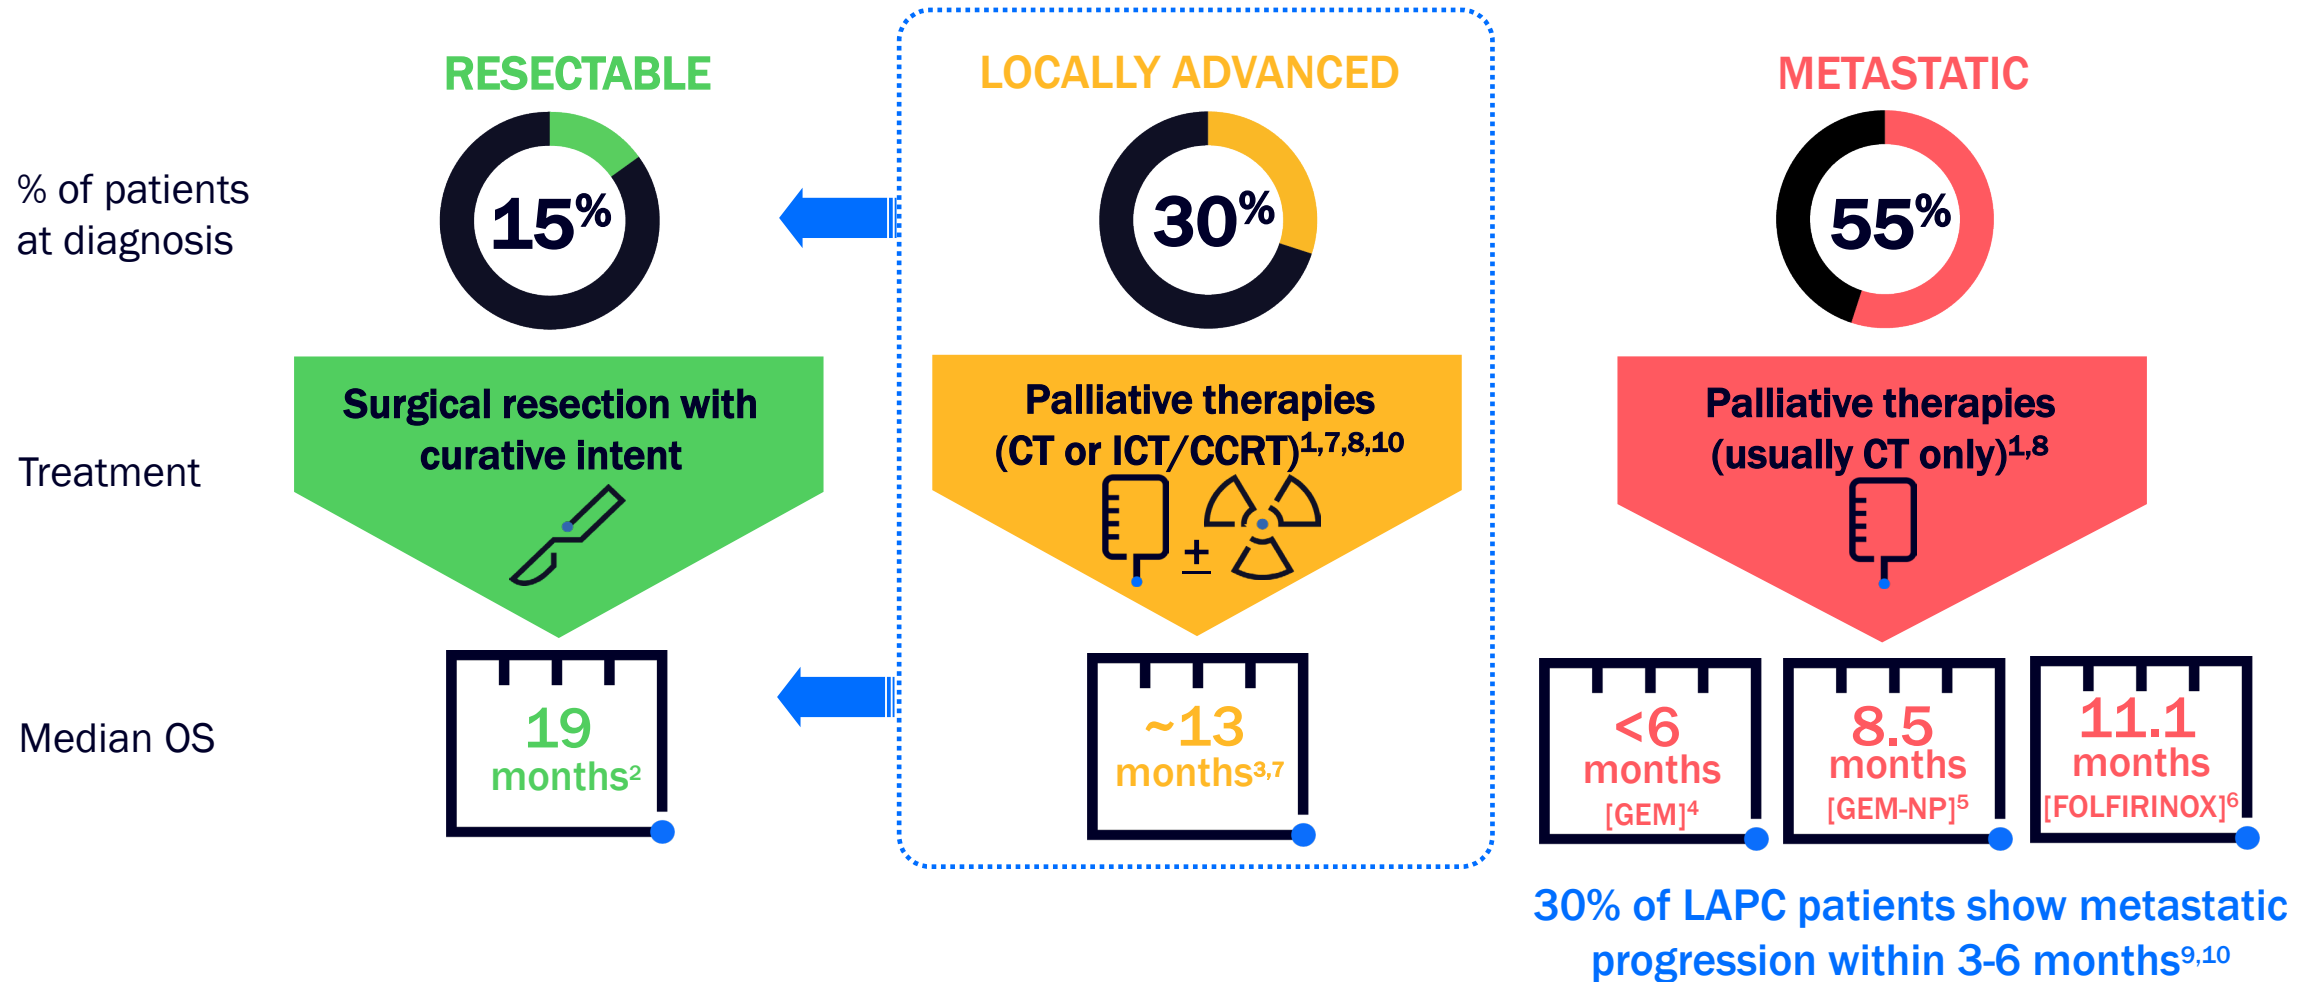 RESECTABLE
LOCALLY ADVANCED
METASTATIC
% of patients
at diagnosis
15%
30%
55%
Treatment
Surgical resection with
curative intent
Palliative therapies
(CT or ICT/CCRT)1,7,8,10
±
Palliative therapies
(usually CT only)1,8
Median OS
19
months2
~13
months3,7
<6
months
[GEM]4
8.5
months
[GEM-NP]5
11.1
months
[FOLFIRINOX]6
30% of LAPC patients show metastatic
progression within 3-6 months9,10